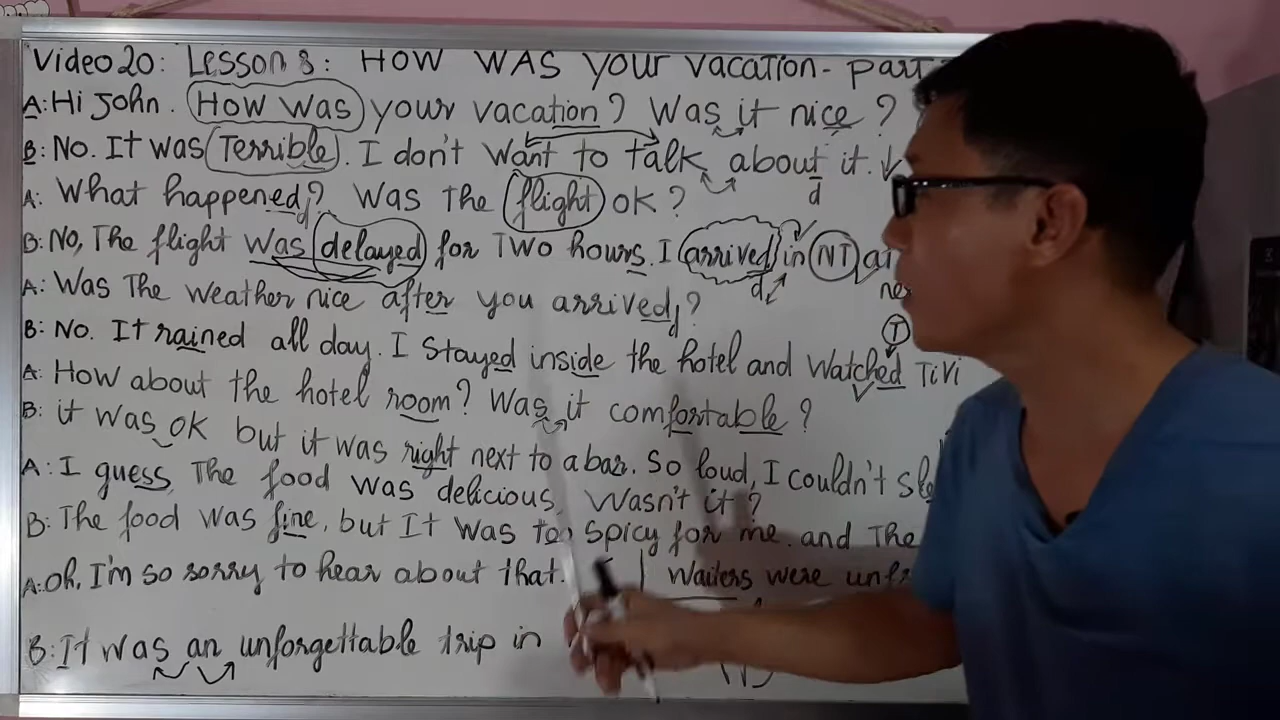 Video 20: Lesson 8: HOW WAS your vacation - part
A: Hi John. How was your vacation? Was it nice?
B: No. It was Terrible. I don't want to talk about it.
d
A: What happened? Was the flight OK?
d
B: No, The flight was delayed for Two hours. I arrived in NT
d
A: Was The weather nice after you arrived?
d
T
B: No. It rained all day. I stayed inside the hotel and watched TiVi
A: How about the hotel room? Was it comfortable?
B: it was OK but it was right next to a bar. So loud, I couldn't
A: I guess The food was delicious, Wasn't it?
B: The food was fine, but It was too spicy for me. and The
Waiters were
A: Oh, I'm so sorry to hear about that.
B: It was an unforgettable trip in